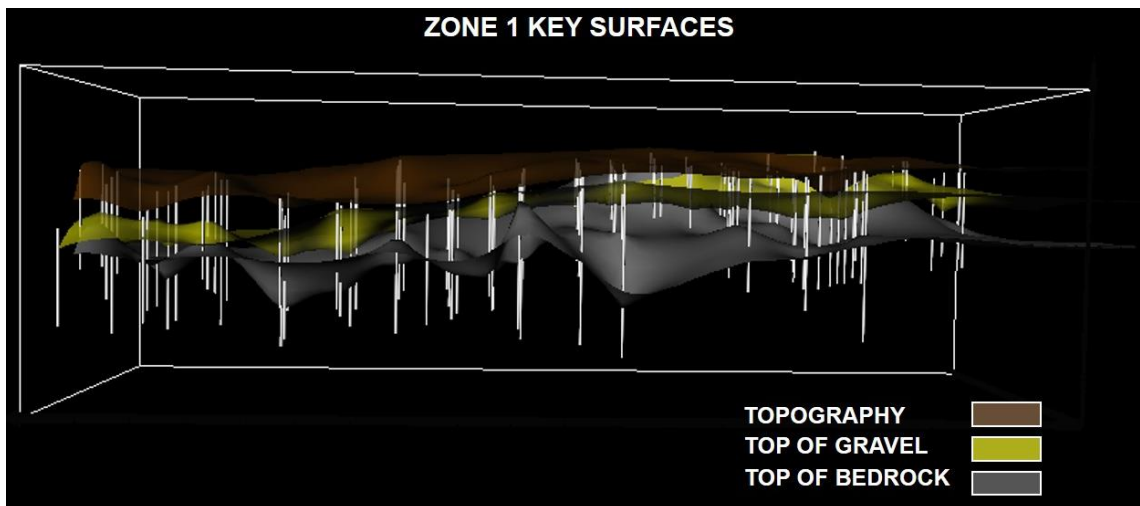 ZONE 1 KEY SURFACES
TOPOGRAPHY
TOP OF GRAVEL
TOP OF BEDROCK